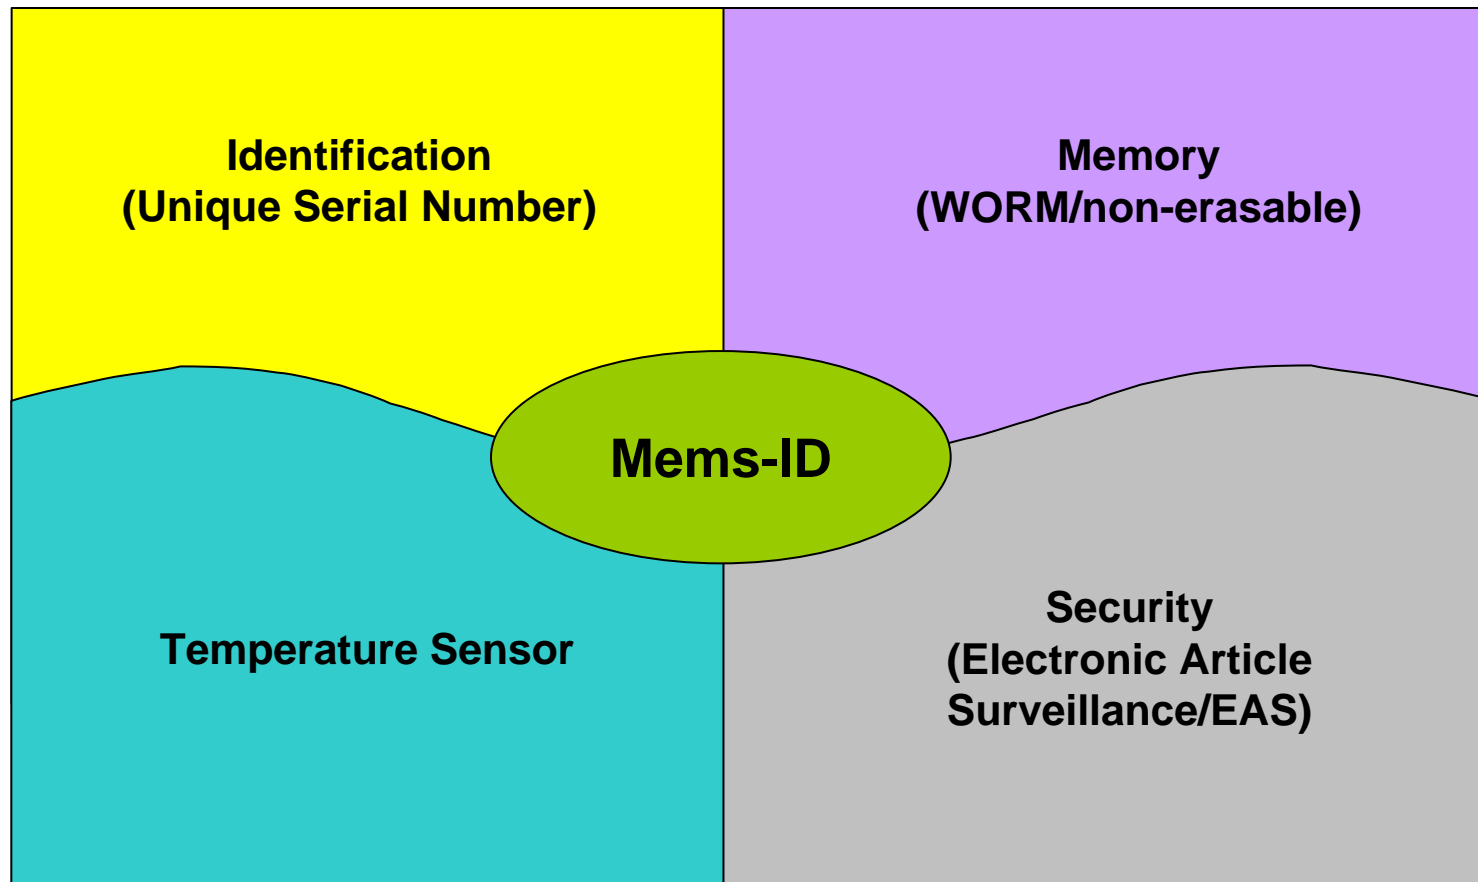 Identification
(Unique Serial Number)
Memory
(WORM/non-erasable)
Mems-ID
Temperature Sensor
Security
(Electronic Article
Surveillance/EAS)